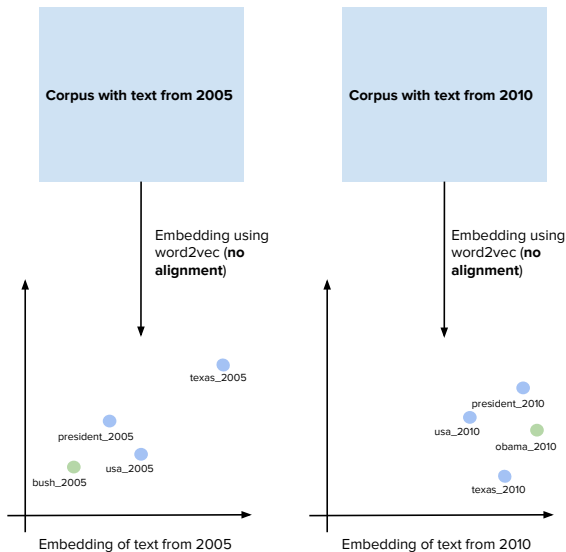 Corpus with text from 2005
Corpus with text from 2010
Embedding using
word2vec (no
alignment)
Embedding using
word2vec (no
alignment)
texas_2005
president_2005
usa_2005
bush_2005
president_2010
usa_2010
obama_2010
texas_2010
Embedding of text from 2005
Embedding of text from 2010